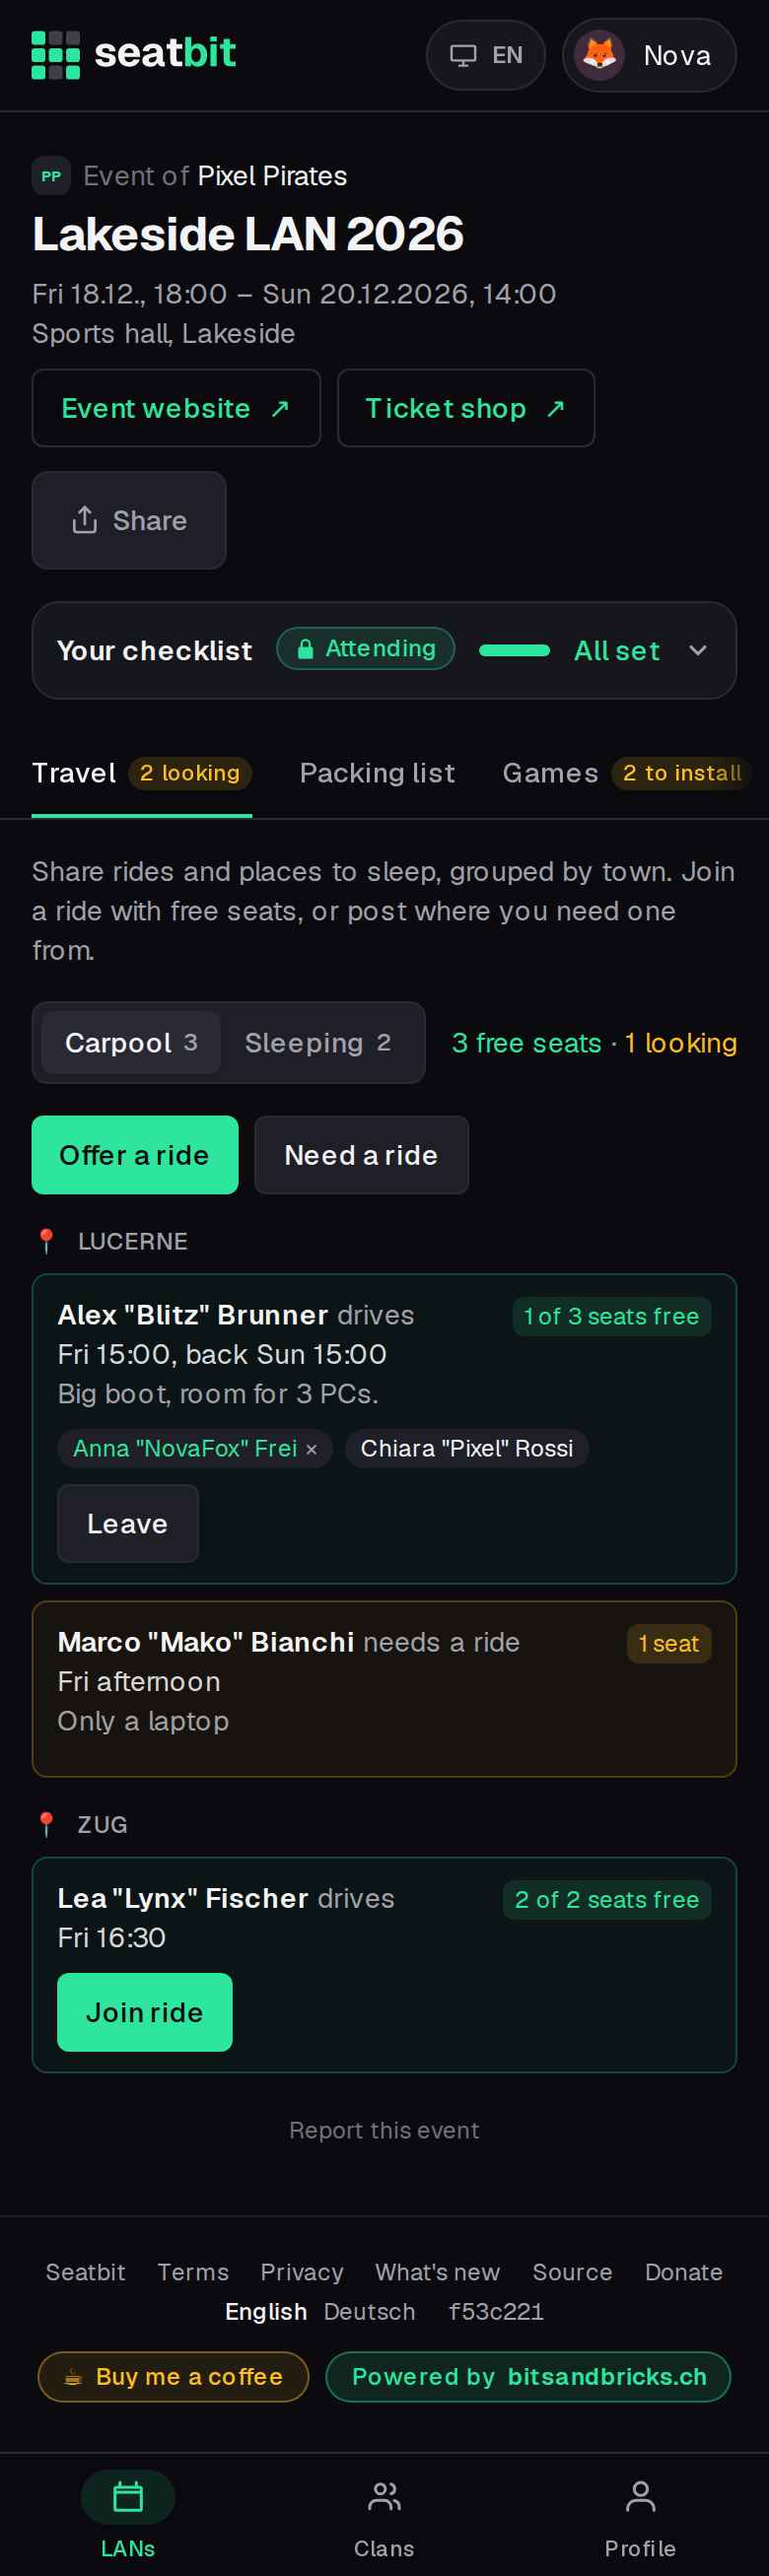 seatbit
EN
Nova
PP Event of Pixel Pirates
Lakeside LAN 2026
Fri 18.12., 18:00 – Sun 20.12.2026, 14:00
Sports hall, Lakeside
Event website ↗ Ticket shop ↗
Share
Your checklist Attending All set
Travel 2 looking Packing list Games 2 to install
Share rides and places to sleep, grouped by town. Join
a ride with free seats, or post where you need one
from.
Carpool 3 Sleeping 2 3 free seats · 1 looking
Offer a ride Need a ride
LUCERNE
Alex "Blitz" Brunner drives 1 of 3 seats free
Fri 15:00, back Sun 15:00
Big boot, room for 3 PCs.
Anna "NovaFox" Frei × Chiara "Pixel" Rossi
Leave
Marco "Mako" Bianchi needs a ride 1 seat
Fri afternoon
Only a laptop
ZUG
Lea "Lynx" Fischer drives 2 of 2 seats free
Fri 16:30
Join ride
Report this event
Seatbit Terms Privacy What's new Source Donate
English Deutsch f53c221
Buy me a coffee Powered by bitsandbricks.ch
LANs Clans Profile